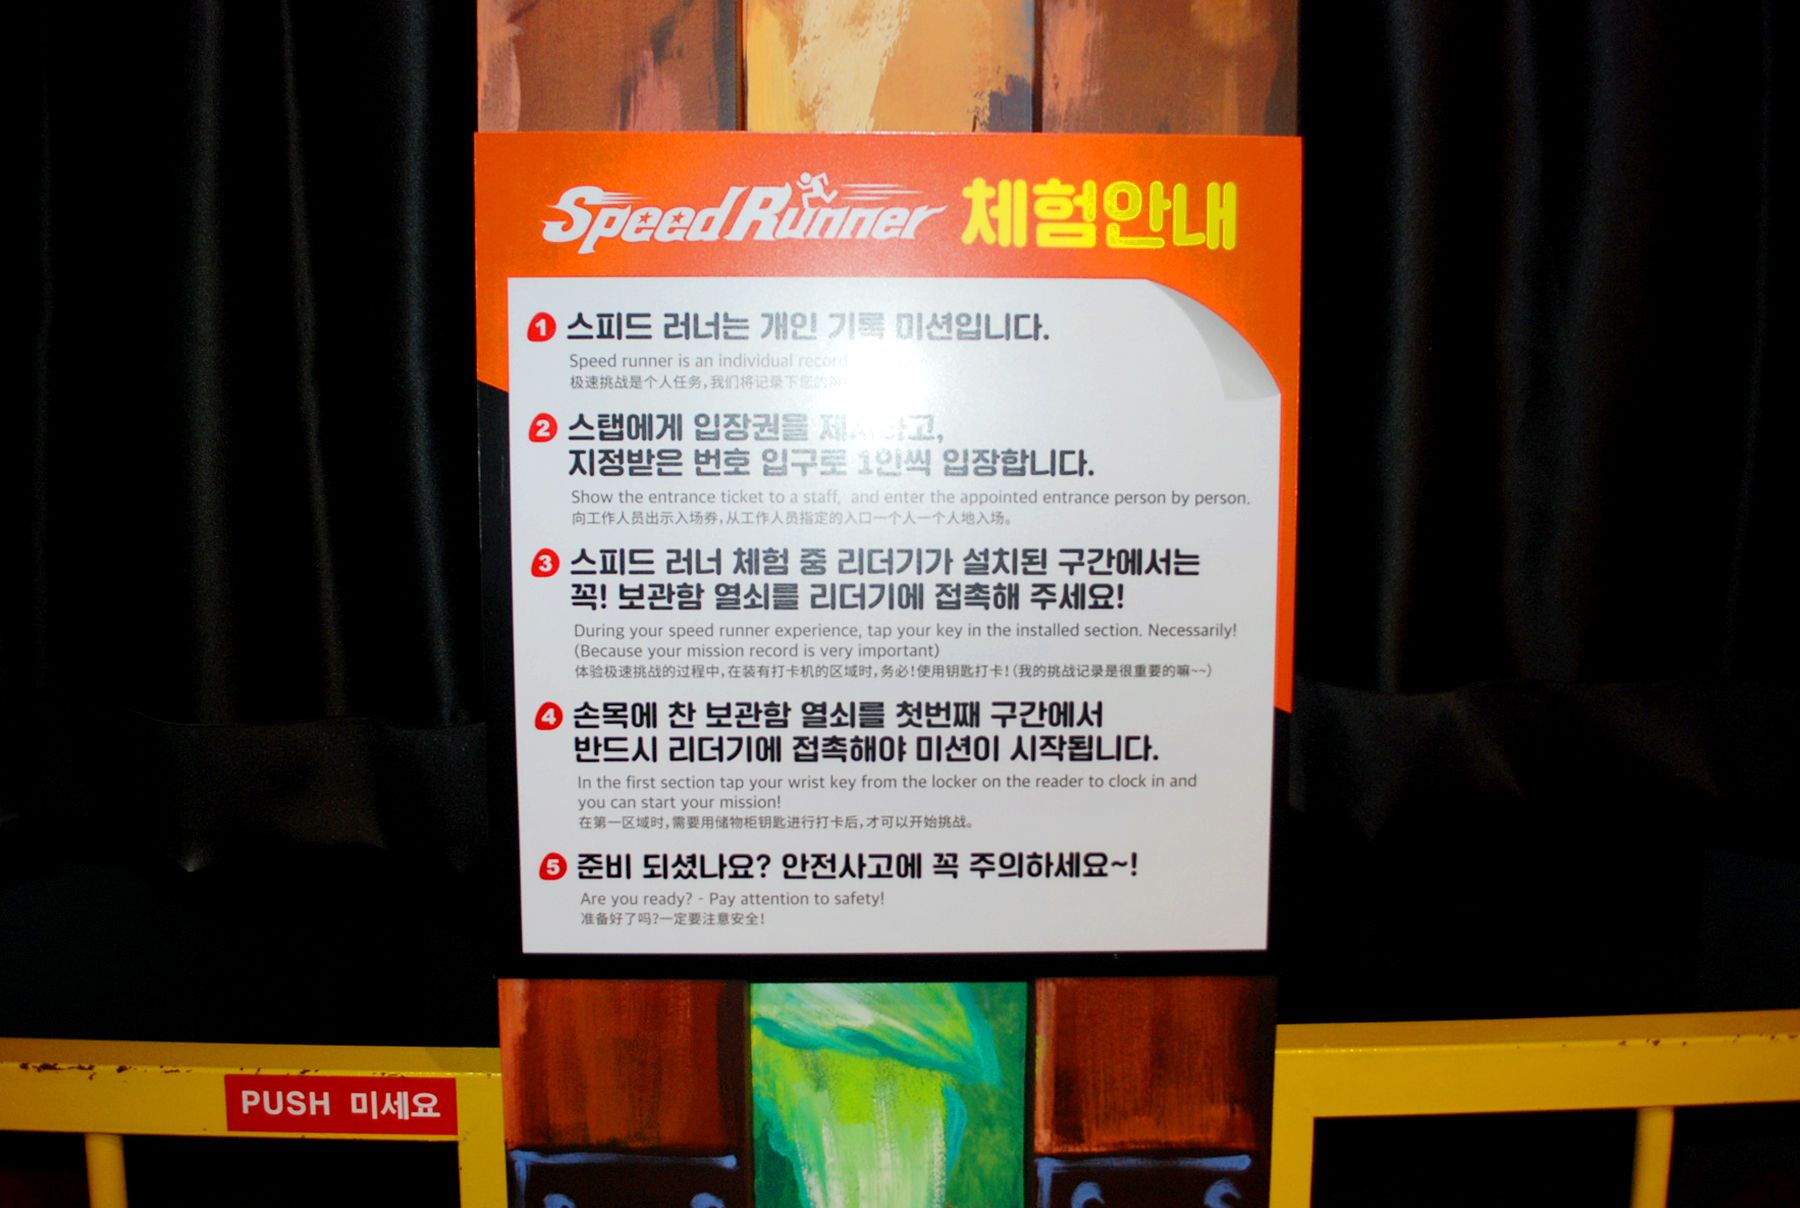 Speed Runner 체험안내
1 스피드 러너는 개인 기록 미션입니다.
Speed runner is an individual record
极速挑战是个人任务,我们将记录下您的
2 스탭에게 입장권을
지정받은 번호 입구로 1인씩 입장합니다.
Show the entrance ticket to a staff, and enter the appointed entrance person by person.
向工作人员出示入场券,从工作人员指定的入口一个人一个人地入场。
3 스피드 러너 체험 중 리더기가 설치된 구간에서는
꼭! 보관함 열쇠를 리더기에 접촉해 주세요!
During your speed runner experience, tap your key in the installed section. Necessarily!
(Because your mission record is very important)
体验极速挑战的过程中,在装有打卡机的区域时,务必!使用钥匙打卡!(我的挑战记录是很重要的嘛~~)
4 손목에 찬 보관함 열쇠를 첫번째 구간에서
반드시 리더기에 접촉해야 미션이 시작됩니다.
In the first section tap your wrist key from the locker on the reader to clock in and
you can start your mission!
在第一区域时,需要用储物柜钥匙进行打卡后,才可以开始挑战。
5 준비 되셨나요? 안전사고에 꼭 주의하세요~!
Are you ready? - Pay attention to safety!
准备好了吗?一定要注意安全!
PUSH 미세요